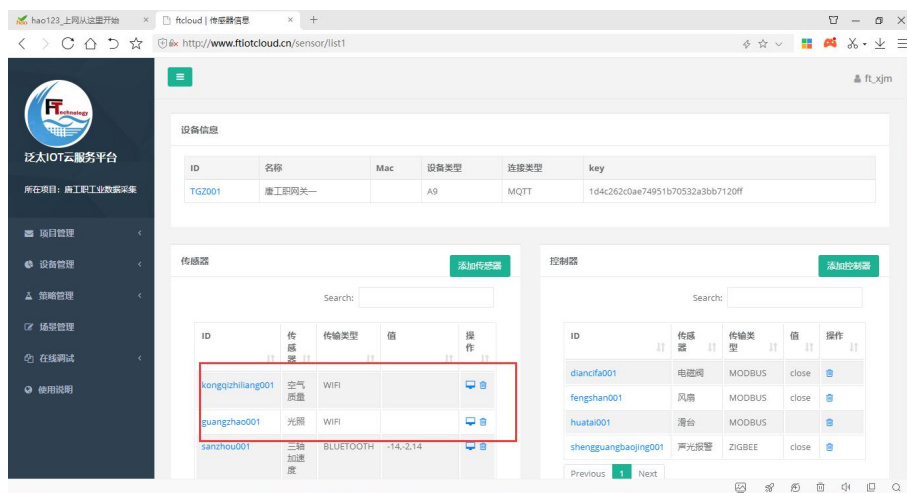 hao123_上网从这里开始
ftcloud | 传感器信息
http://www.ftiotcloud.cn/sensor/list1
FTechnology
泛太IOT云服务平台
所在项目：唐工职工业数据采集
项目管理
设备管理
策略管理
场景管理
在线调试
使用说明
ft_xjm
设备信息
ID 名称 Mac 设备类型 连接类型 key
TGZ001 唐工职网关一 A9 MQTT 1d4c262c0ae74951b70532a3bb7120ff
传感器 添加传感器
Search:
ID 传感器 传输类型 值 操作
kongqizhiliang001 空气质量 WIFI
guangzhao001 光照 WIFI
sanzhou001 三轴加速度 BLUETOOTH -14,-2,14
控制器 添加控制器
Search:
ID 传感器 传输类型 值 操作
diancifa001 电磁阀 MODBUS close
fengshan001 风扇 MODBUS close
huatai001 滑台 MODBUS
shengguangbaojing001 声光报警 ZIGBEE close
Previous 1 Next